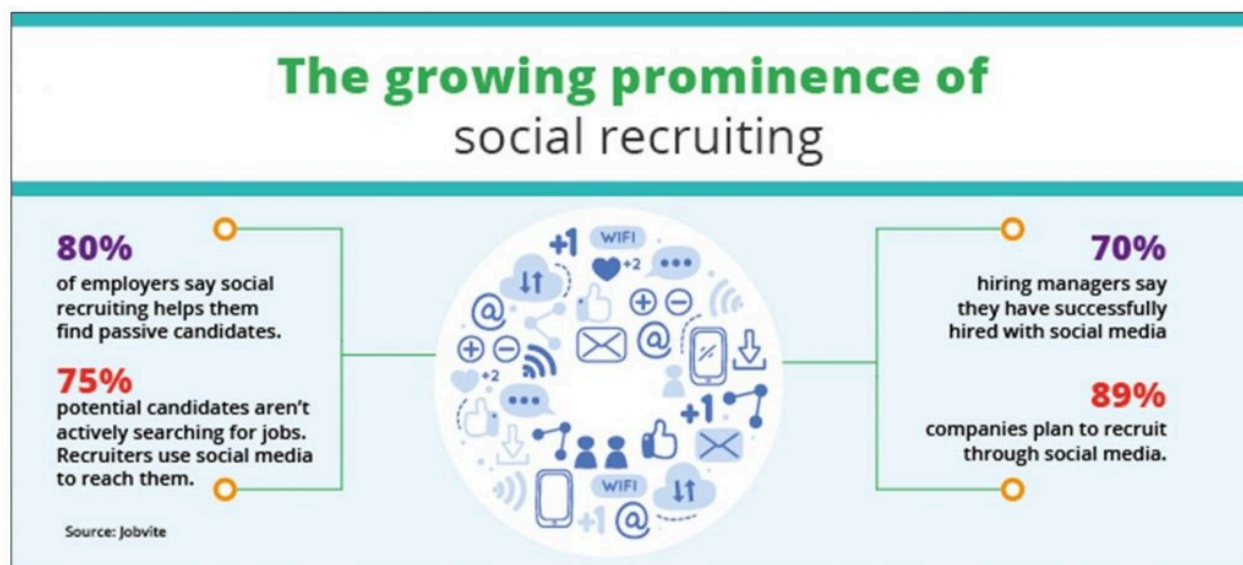 The growing prominence of
social recruiting
80%
of employers say social
recruiting helps them
find passive candidates.
75%
potential candidates aren't
actively searching for jobs.
Recruiters use social media
to reach them.
Source: Jobvite
+1
WIFI
+2
@
@
+2
+1
WIFI
+1
@
70%
hiring managers say
they have successfully
hired with social media
89%
companies plan to recruit
through social media.